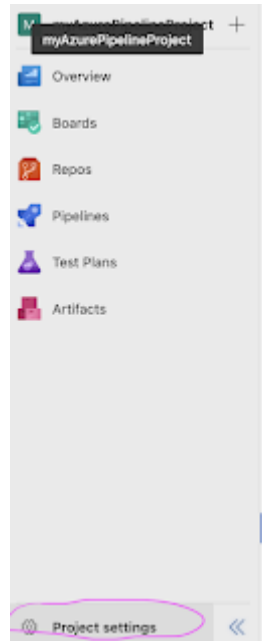 M
myAzurePipelineProject
Overview
Boards
Repos
Pipelines
Test Plans
Artifacts
Project settings